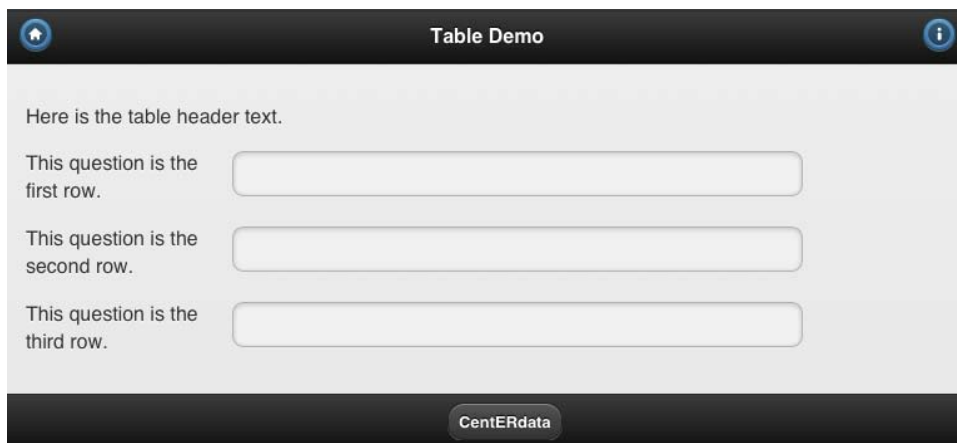 Table Demo
Here is the table header text.
This question is the
first row.
This question is the
second row.
This question is the
third row.
CentERdata